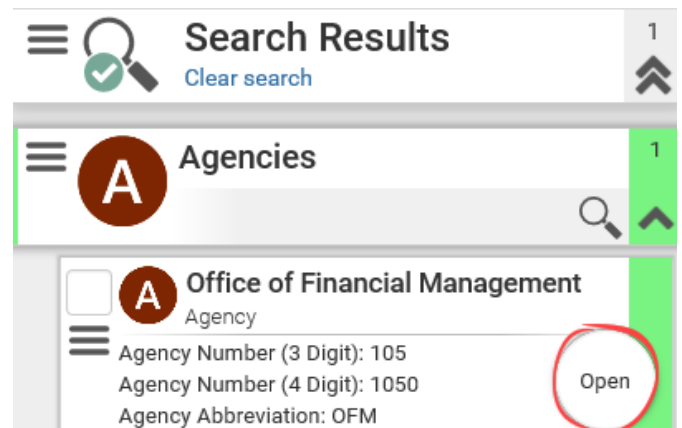 Search Results
1
Clear search
A
Agencies
1
A
Office of Financial Management
Agency
Agency Number (3 Digit): 105
Agency Number (4 Digit): 1050
Open
Agency Abbreviation: OFM